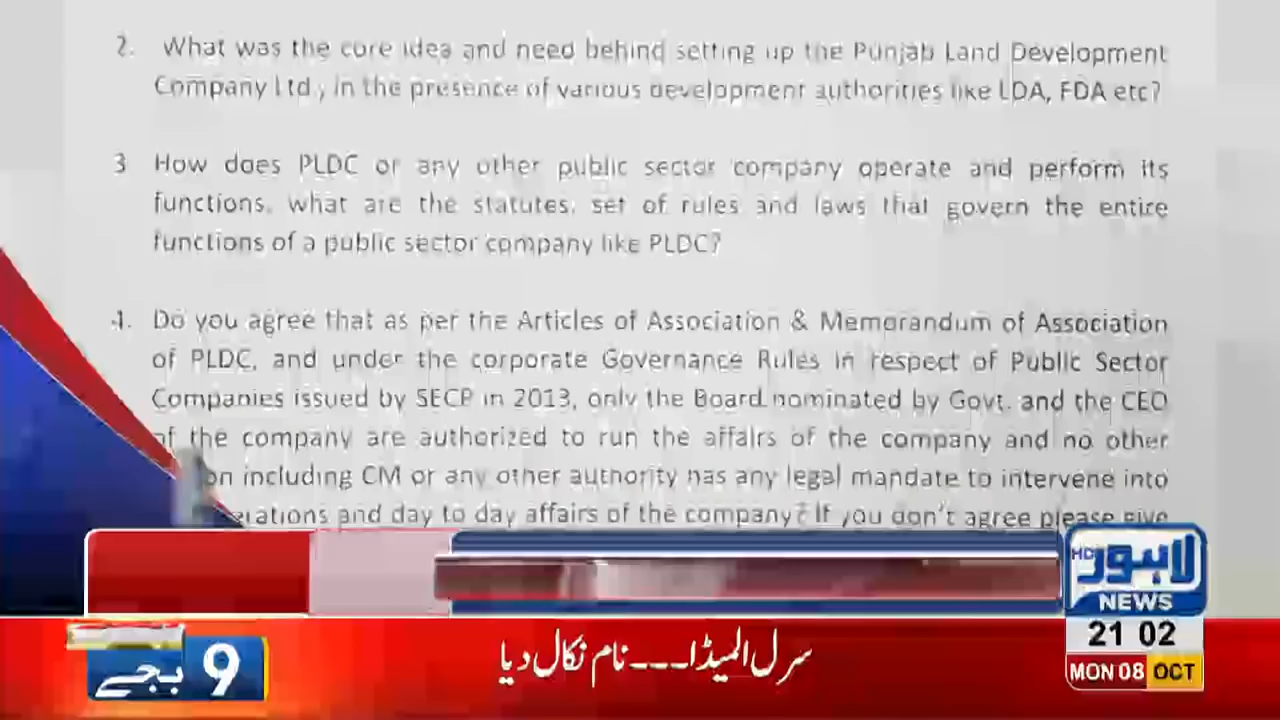 2. What was the core idea and need behind setting up the Punjab Land Development
Company Ltd, in the presence of various development authorities like LDA, FDA etc?
3 How does PLDC or any other public sector company operate and perform its
functions, what are the statutes, set of rules and laws that govern the entire
functions of a public sector company like PLDC?
4. Do you agree that as per the Articles of Association & Memorandum of Association
of PLDC, and under the corporate Governance Rules in respect of Public Sector
Companies issued by SECP in 2013, only the Board nominated by Govt. and the CEO
of the company are authorized to run the affairs of the company and no other
on including CM or any other authority has any legal mandate to intervene into
erations and day to day affairs of the company? If you don't agree please give
HD
لاہور
NEWS
21 02
MON 08 OCT
9 بجے
سرل المیڈا۔۔۔نام نکال دیا